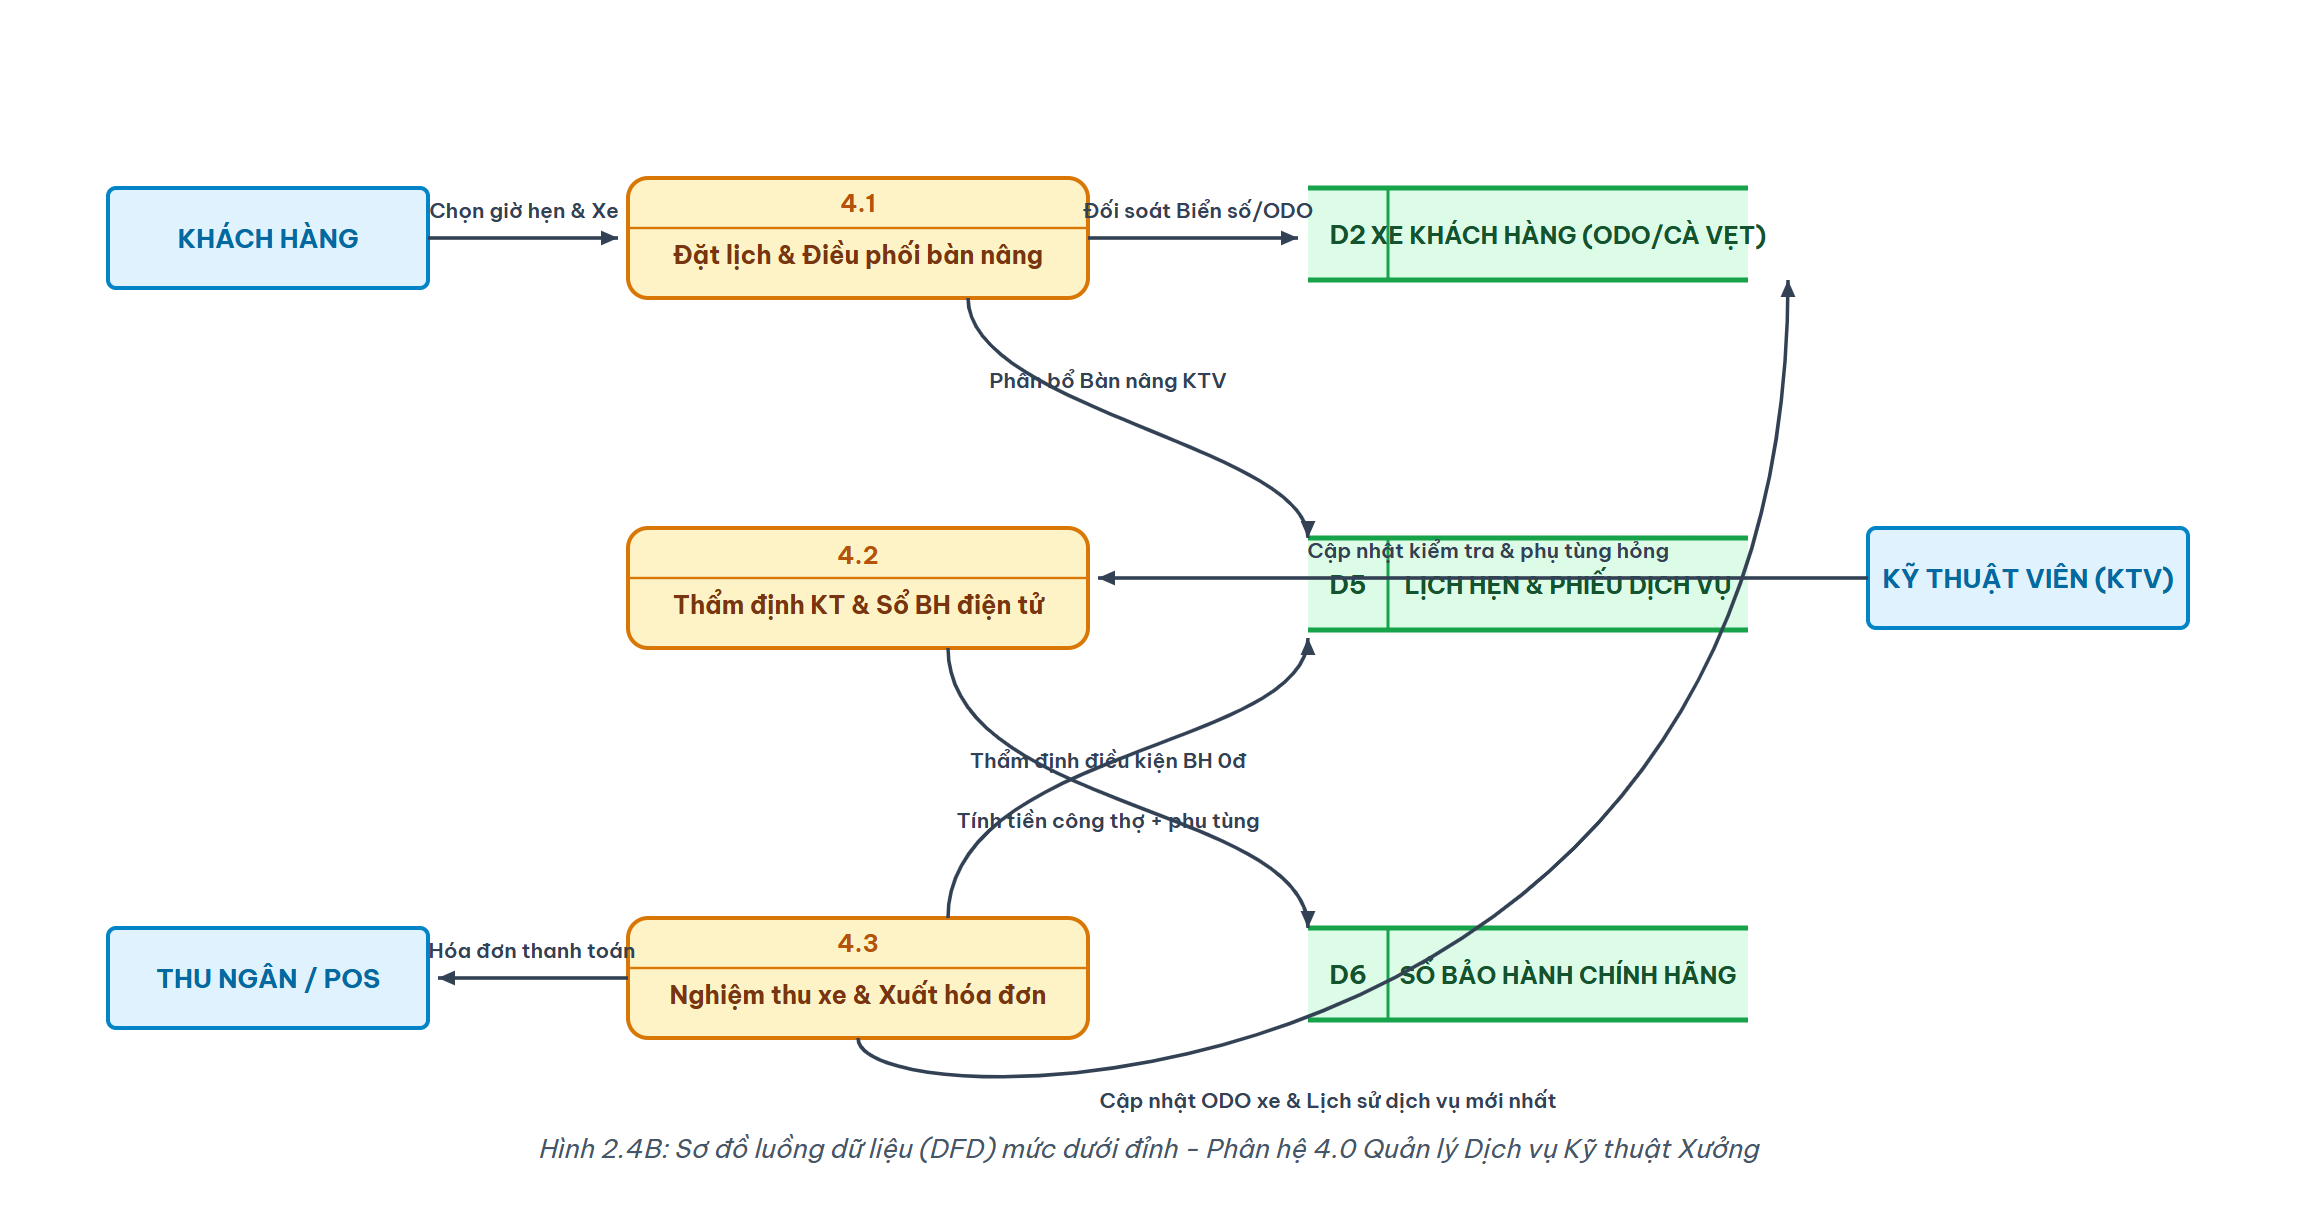 KHÁCH HÀNG
Chọn giờ hẹn & Xe
4.1
Đặt lịch & Điều phối bàn nâng
Đối soát Biển số/ODO
D2
XE KHÁCH HÀNG (ODO/CÀ VẸT)
Phân bổ Bàn nâng KTV
4.2
Thẩm định KT & Sổ BH điện tử
Cập nhật kiểm tra & phụ tùng hỏng
D5
LỊCH HẸN & PHIẾU DỊCH VỤ
KỸ THUẬT VIÊN (KTV)
Thẩm định điều kiện BH 0đ
Tính tiền công thợ + phụ tùng
THU NGÂN / POS
Hóa đơn thanh toán
4.3
Nghiệm thu xe & Xuất hóa đơn
D6
SỔ BẢO HÀNH CHÍNH HÃNG
Cập nhật ODO xe & Lịch sử dịch vụ mới nhất
Hình 2.4B: Sơ đồ luồng dữ liệu (DFD) mức dưới đỉnh - Phân hệ 4.0 Quản lý Dịch vụ Kỹ thuật Xưởng